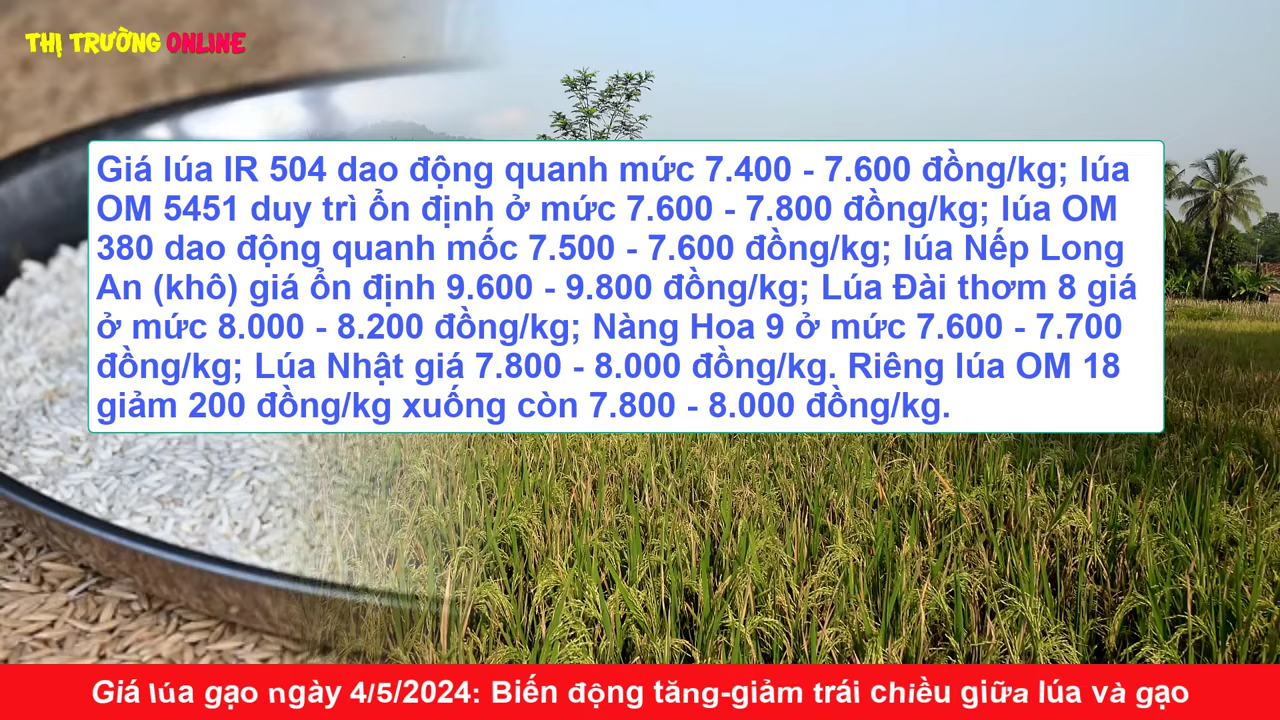 THỊ TRƯỜNG ONLINE
Giá lúa IR 504 dao động quanh mức 7.400 - 7.600 đồng/kg; lúa
OM 5451 duy trì ổn định ở mức 7.600 - 7.800 đồng/kg; lúa OM
380 dao động quanh mốc 7.500 - 7.600 đồng/kg; lúa Nếp Long
An (khô) giá ổn định 9.600 - 9.800 đồng/kg; Lúa Đài thơm 8 giá
ở mức 8.000 - 8.200 đồng/kg; Nàng Hoa 9 ở mức 7.600 - 7.700
đồng/kg; Lúa Nhật giá 7.800 - 8.000 đồng/kg. Riêng lúa OM 18
giảm 200 đồng/kg xuống còn 7.800 - 8.000 đồng/kg.
Giá lúa gạo ngày 4/5/2024: Biến động tăng-giảm trái chiều giữa lúa và gạo